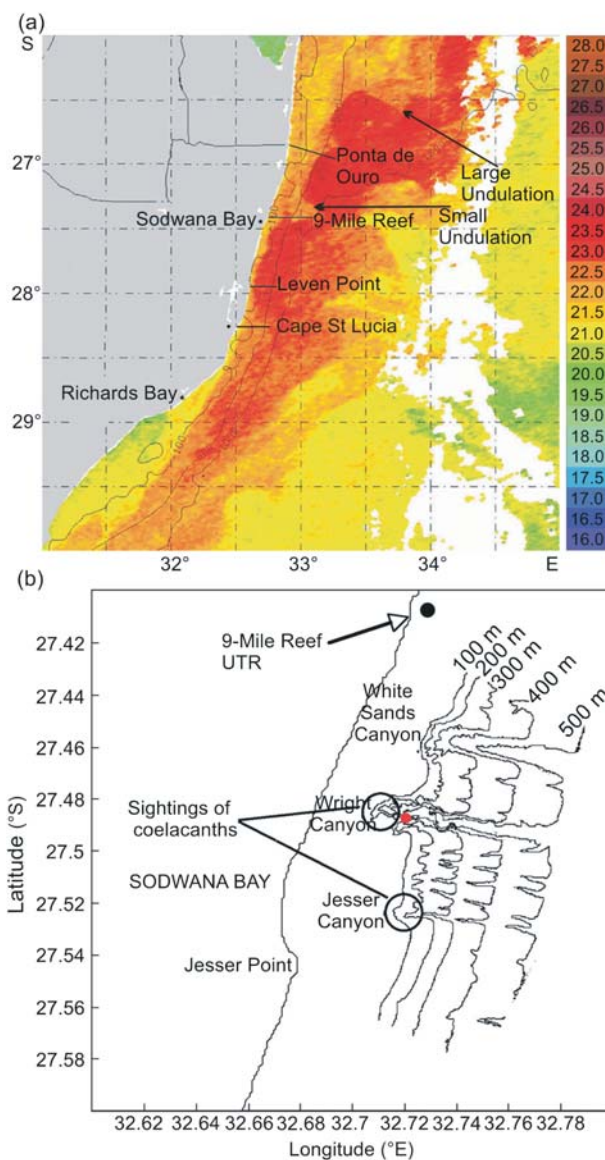 (a)
S
27°
28°
29°
32°
33°
34°
E
Ponta de
Ouro
Large
Undulation
Sodwana Bay
9-Mile Reef
Small
Undulation
Leven Point
Cape St Lucia
Richards Bay
28.0
27.5
27.0
26.5
26.0
25.5
25.0
24.5
24.0
23.5
23.0
22.5
22.0
21.5
21.0
20.5
20.0
19.5
19.0
18.5
18.0
17.5
17.0
16.5
16.0
(b)
27.42
27.44
27.46
27.48
27.5
27.52
27.54
27.56
27.58
Latitude (°S)
9-Mile Reef
UTR
100 m
200 m
300 m
400 m
500 m
White
Sands
Canyon
Wright
Canyon
Sightings of
coelacanths
SODWANA BAY
Jesser
Canyon
Jesser Point
32.62 32.64 32.66 32.68 32.7 32.72 32.74 32.76 32.78
Longitude (°E)